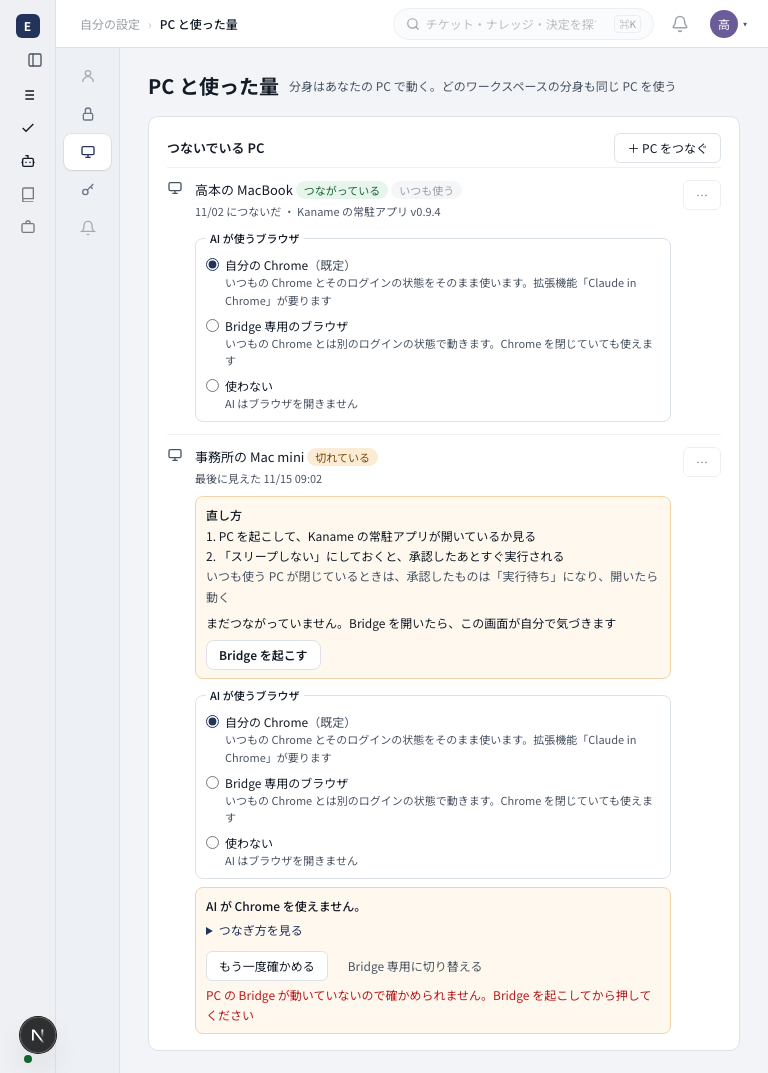 E
自分の設定 › PC と使った量
チケット・ナレッジ・決定を探す
⌘K
高
PC と使った量
分身はあなたの PC で動く。どのワークスペースの分身も同じ PC を使う
つないでいる PC
＋ PC をつなぐ
高本の MacBook つながっている いつも使う
…
11/02 につないだ ・ Kaname の常駐アプリ v0.9.4
AI が使うブラウザ
自分の Chrome（既定）
いつもの Chrome とそのログインの状態をそのまま使います。拡張機能「Claude in
Chrome」が要ります
Bridge 専用のブラウザ
いつもの Chrome とは別のログインの状態で動きます。Chrome を閉じていても使えま
す
使わない
AI はブラウザを開きません
事務所の Mac mini 切れている
…
最後に見えた 11/15 09:02
直し方
1. PC を起こして、Kaname の常駐アプリが開いているか見る
2. 「スリープしない」にしておくと、承認したあとすぐ実行される
いつも使う PC が閉じているときは、承認したものは「実行待ち」になり、開いたら
動く
まだつながっていません。Bridge を開いたら、この画面が自分で気づきます
Bridge を起こす
AI が使うブラウザ
自分の Chrome（既定）
いつもの Chrome とそのログインの状態をそのまま使います。拡張機能「Claude in
Chrome」が要ります
Bridge 専用のブラウザ
いつもの Chrome とは別のログインの状態で動きます。Chrome を閉じていても使えま
す
使わない
AI はブラウザを開きません
AI が Chrome を使えません。
つなぎ方を見る
もう一度確かめる
Bridge 専用に切り替える
PC の Bridge が動いていないので確かめられません。Bridge を起こしてから押して
ください
N